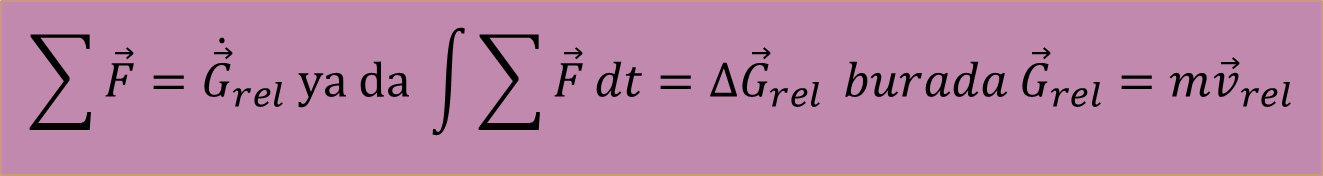 ∑ F⃗ = G⃗̇_rel ya da ∫ ∑ F⃗ dt = ΔG⃗_rel burada G⃗_rel = mv⃗_rel